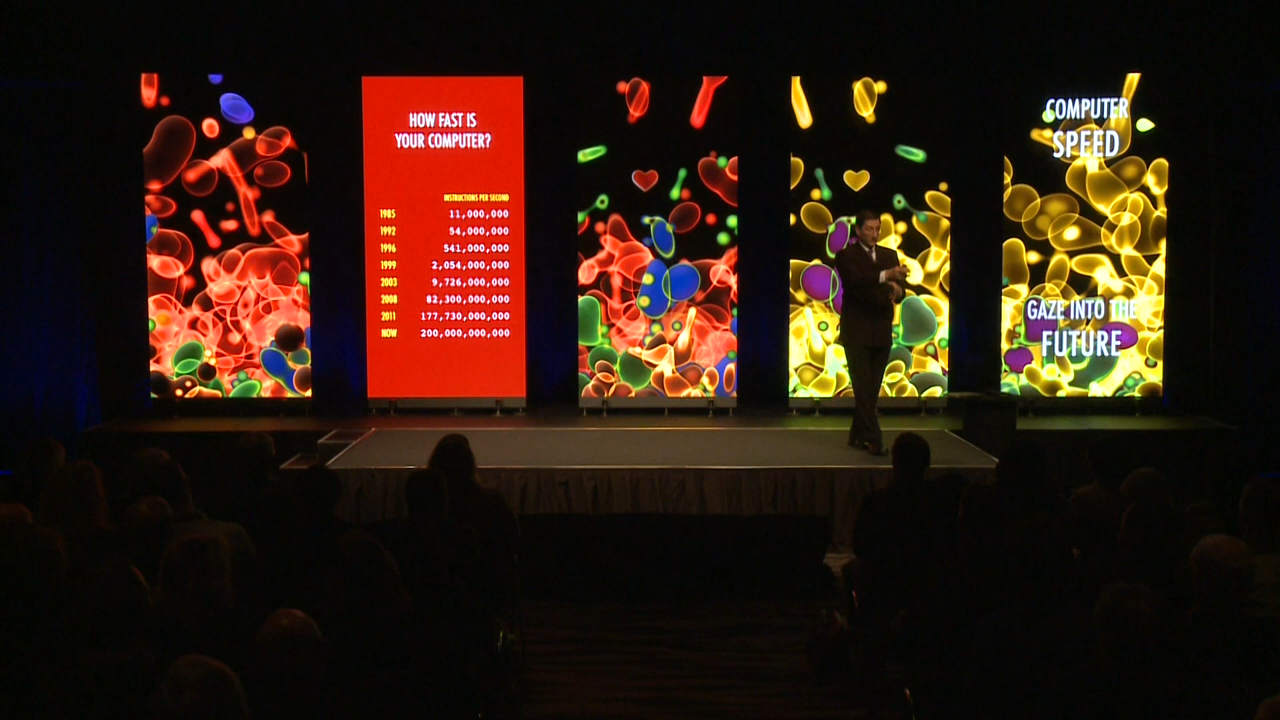 HOW FAST IS
YOUR COMPUTER?
INSTRUCTIONS PER SECOND
1985 11,000,000
1992 54,000,000
1996 541,000,000
1999 2,054,000,000
2003 9,726,000,000
2008 82,300,000,000
2011 177,730,000,000
NOW 200,000,000,000
COMPUTER
SPEED
GAZE INTO THE
FUTURE